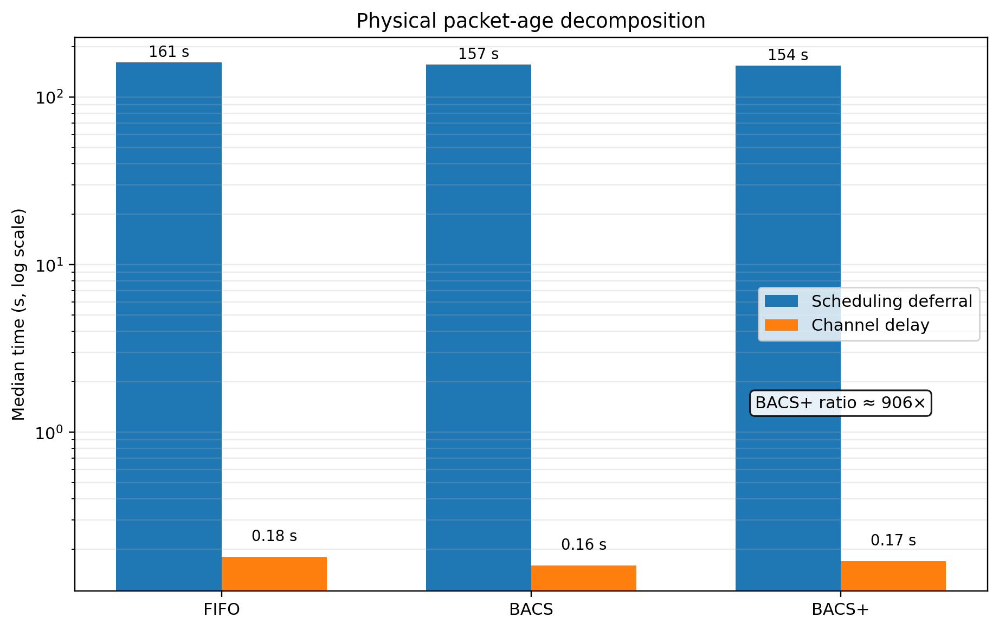 Physical packet-age decomposition
161 s
157 s
154 s
10²
10¹
10⁰
Median time (s, log scale)
Scheduling deferral
Channel delay
BACS+ ratio ≈ 906×
0.18 s
0.16 s
0.17 s
FIFO
BACS
BACS+